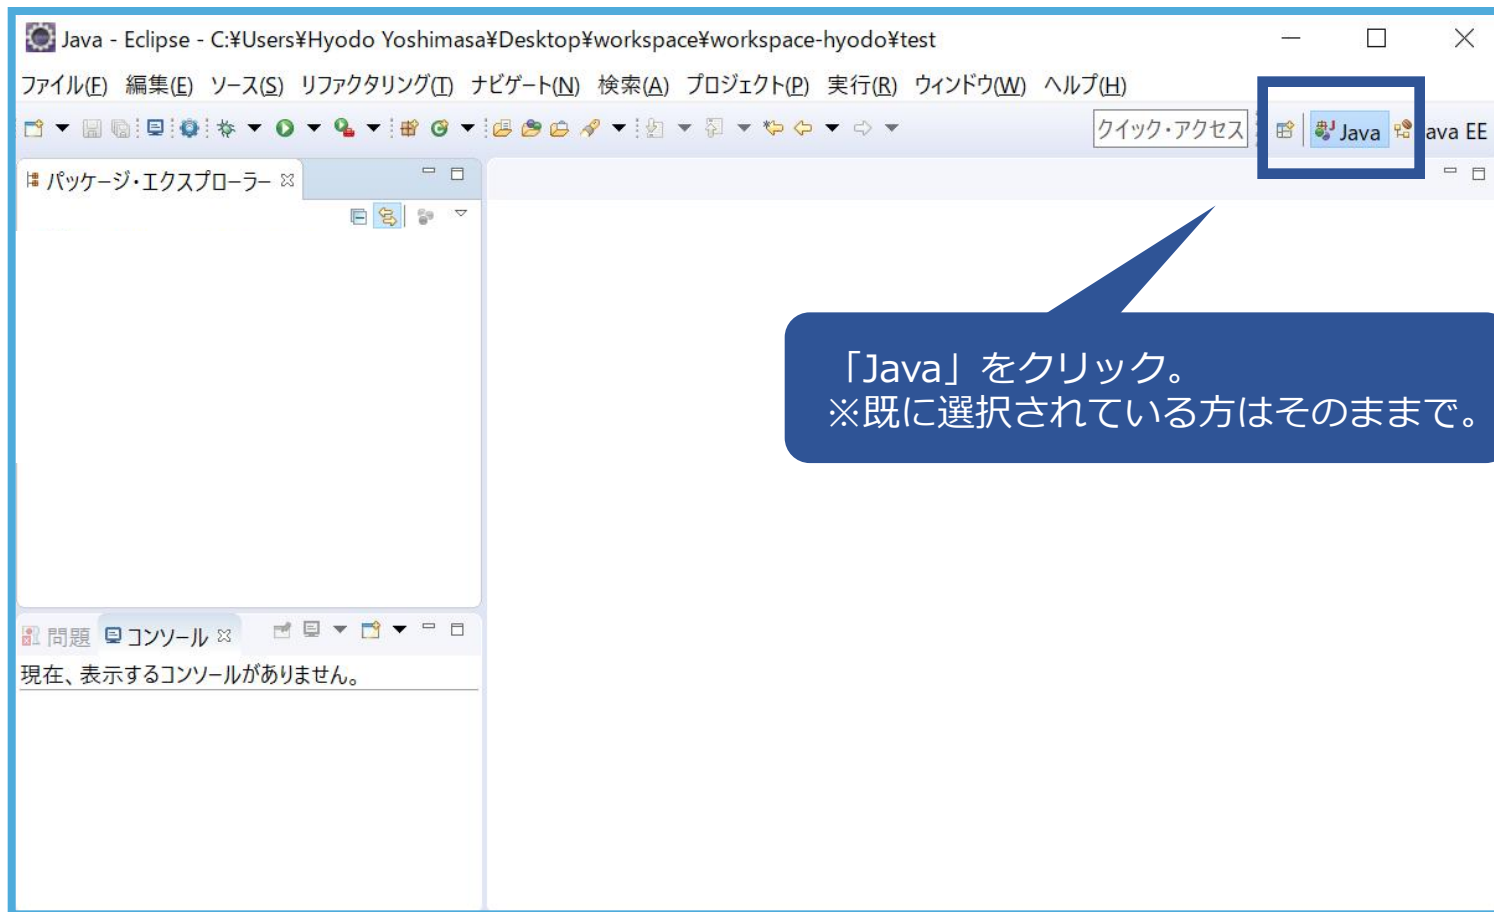 Java - Eclipse - C:¥Users¥Hyodo Yoshimasa¥Desktop¥workspace¥workspace-hyodo¥test
ファイル(F) 編集(E) ソース(S) リファクタリング(T) ナビゲート(N) 検索(A) プロジェクト(P) 実行(R) ウィンドウ(W) ヘルプ(H)
クイック・アクセス Java ava EE
パッケージ・エクスプローラー
「Java」をクリック。
※既に選択されている方はそのままで。
問題 コンソール
現在、表示するコンソールがありません。